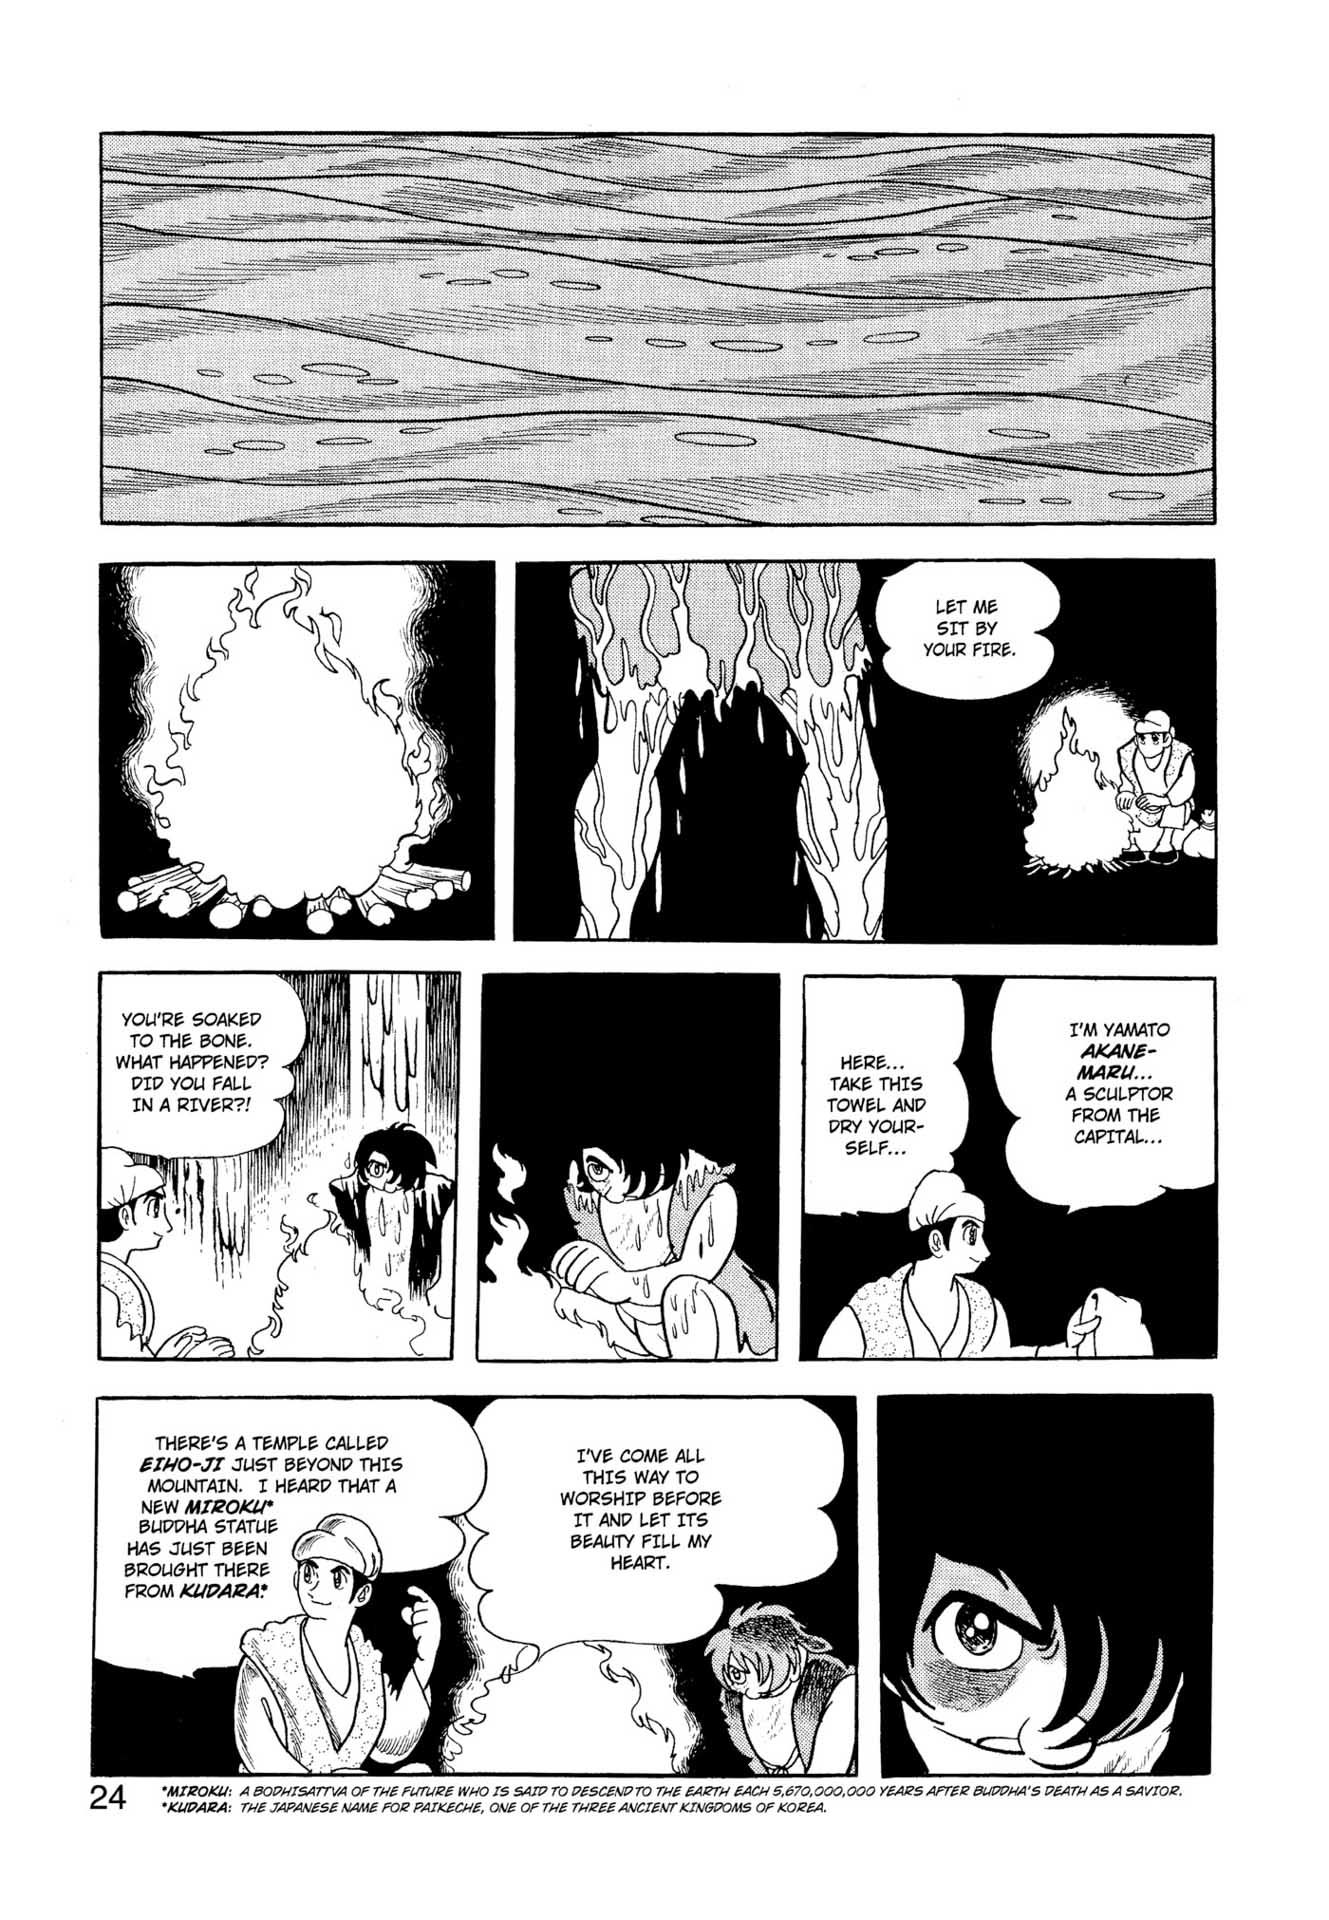 LET ME
SIT BY
YOUR FIRE.
YOU'RE SOAKED
TO THE BONE.
WHAT HAPPENED?
DID YOU FALL
IN A RIVER?!
HERE...
TAKE THIS
TOWEL AND
DRY YOUR-
SELF...
I'M YAMATO
AKANE-
MARU...
A SCULPTOR
FROM THE
CAPITAL...
THERE'S A TEMPLE CALLED
EIHO-JI JUST BEYOND THIS
MOUNTAIN. I HEARD THAT A
NEW MIROKU*
BUDDHA STATUE
HAS JUST BEEN
BROUGHT THERE
FROM KUDARA*.
I'VE COME ALL
THIS WAY TO
WORSHIP BEFORE
IT AND LET ITS
BEAUTY FILL MY
HEART.
24
*MIROKU: A BODHISATTVA OF THE FUTURE WHO IS SAID TO DESCEND TO THE EARTH EACH 5,670,000,000 YEARS AFTER BUDDHA'S DEATH AS A SAVIOR.
*KUDARA: THE JAPANESE NAME FOR PAIKECHE, ONE OF THE THREE ANCIENT KINGDOMS OF KOREA.